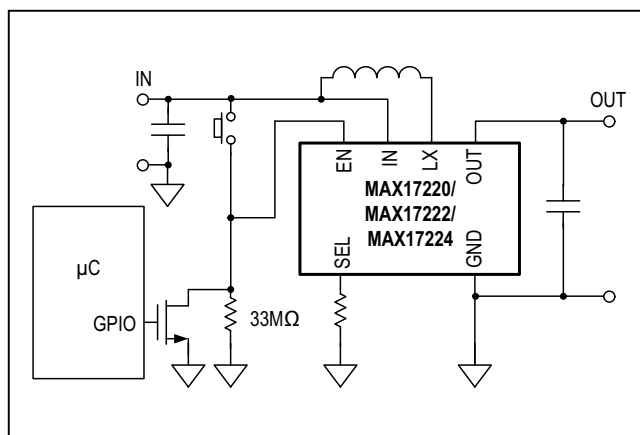 IN
OUT
EN
IN
LX
OUT
MAX17220/
MAX17222/
MAX17224
SEL
GND
µC
GPIO
33MΩ